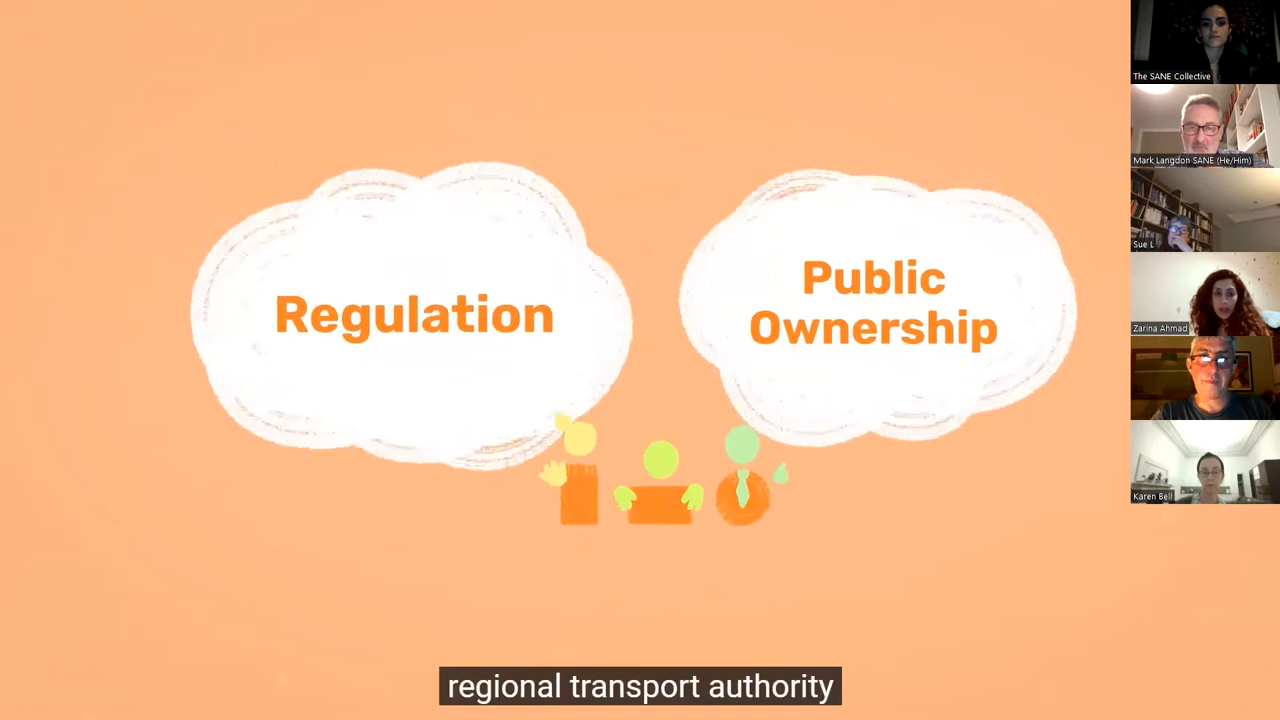 Regulation
Public
Ownership
regional transport authority
The SANE Collective
Mark Langdon SANE (He/Him)
Sue L
Zarina Ahmad
Karen Bell